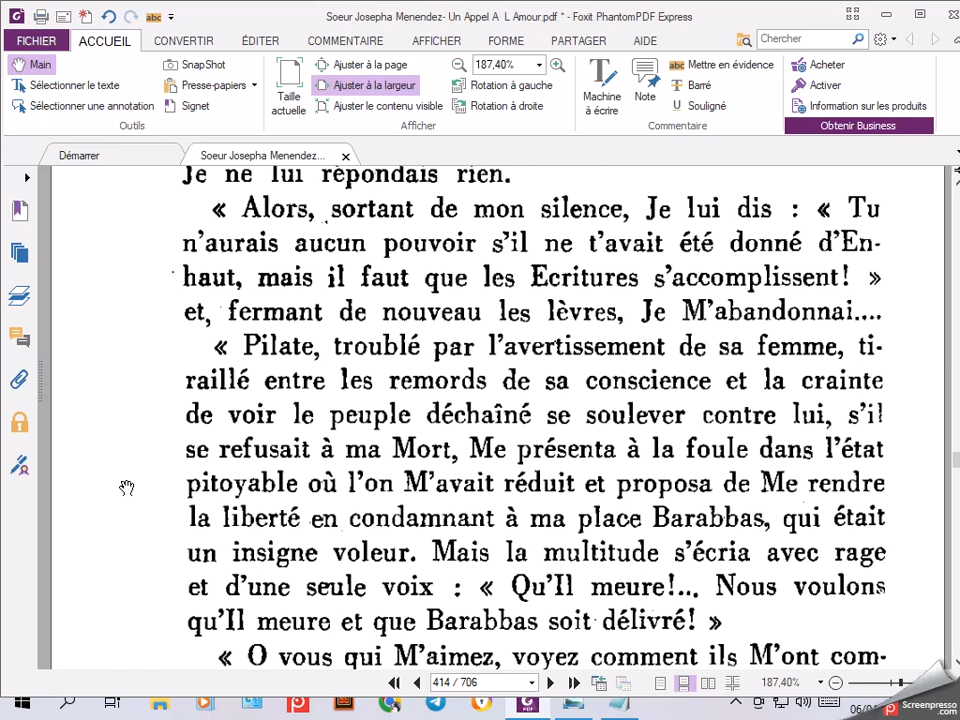 Soeur Josepha Menendez- Un Appel A L Amour.pdf * - Foxit PhantomPDF Express
FICHIER ACCUEIL CONVERTIR ÉDITER COMMENTAIRE AFFICHER FORME PARTAGER AIDE Chercher
Main
Sélectionner le texte
Sélectionner une annotation
Outils
SnapShot
Presse-papiers
Signet
Taille actuelle
Ajuster à la page
Ajuster à la largeur
Ajuster le contenu visible
187,40%
Rotation à gauche
Rotation à droite
Afficher
Machine à écrire
Note
Mettre en évidence
Barré
Souligné
Commentaire
Acheter
Activer
Information sur les produits
Obtenir Business
Démarrer
Soeur Josepha Menendez...
Je ne lui répondais rien.
« Alors, sortant de mon silence, Je lui dis : « Tu
n'aurais aucun pouvoir s'il ne t'avait été donné d'En-
haut, mais il faut que les Ecritures s'accomplissent! »
et, fermant de nouveau les lèvres, Je M'abandonnai....
« Pilate, troublé par l'avertissement de sa femme, ti-
raillé entre les remords de sa conscience et la crainte
de voir le peuple déchaîné se soulever contre lui, s'il
se refusait à ma Mort, Me présenta à la foule dans l'état
pitoyable où l'on M'avait réduit et proposa de Me rendre
la liberté en condamnant à ma place Barabbas, qui était
un insigne voleur. Mais la multitude s'écria avec rage
et d'une seule voix : « Qu'Il meure!... Nous voulons
qu'Il meure et que Barabbas soit délivré! »
« O vous qui M'aimez, voyez comment ils M'ont com-
414 / 706
187,40%
Screenpresso
.com